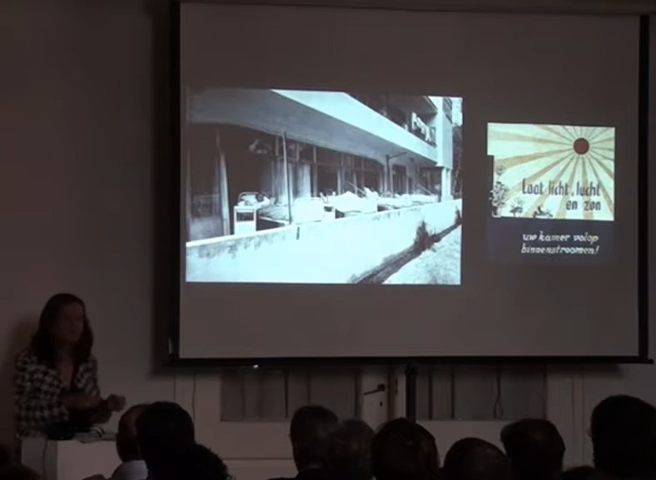 Laat licht, lucht
en zon
uw kamer volop
binnenstroomen!